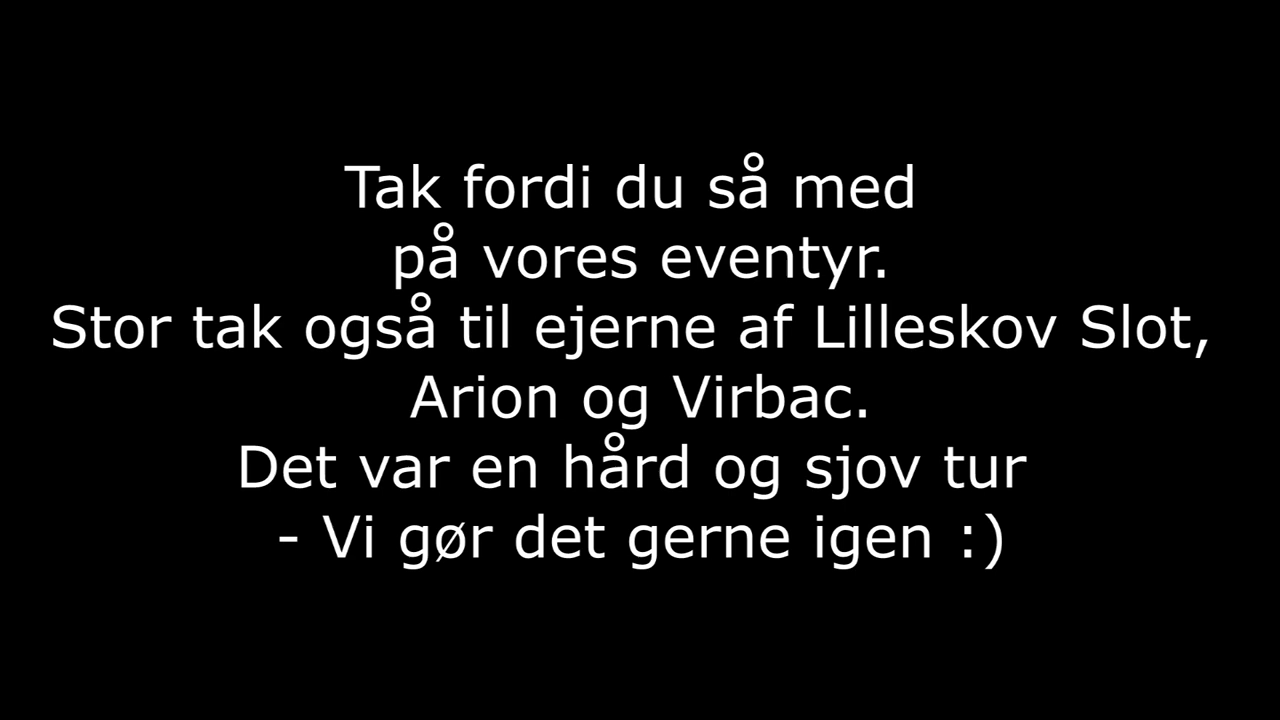 Tak fordi du så med
på vores eventyr.
Stor tak også til ejerne af Lilleskov Slot,
Arion og Virbac.
Det var en hård og sjov tur
- Vi gør det gerne igen :)